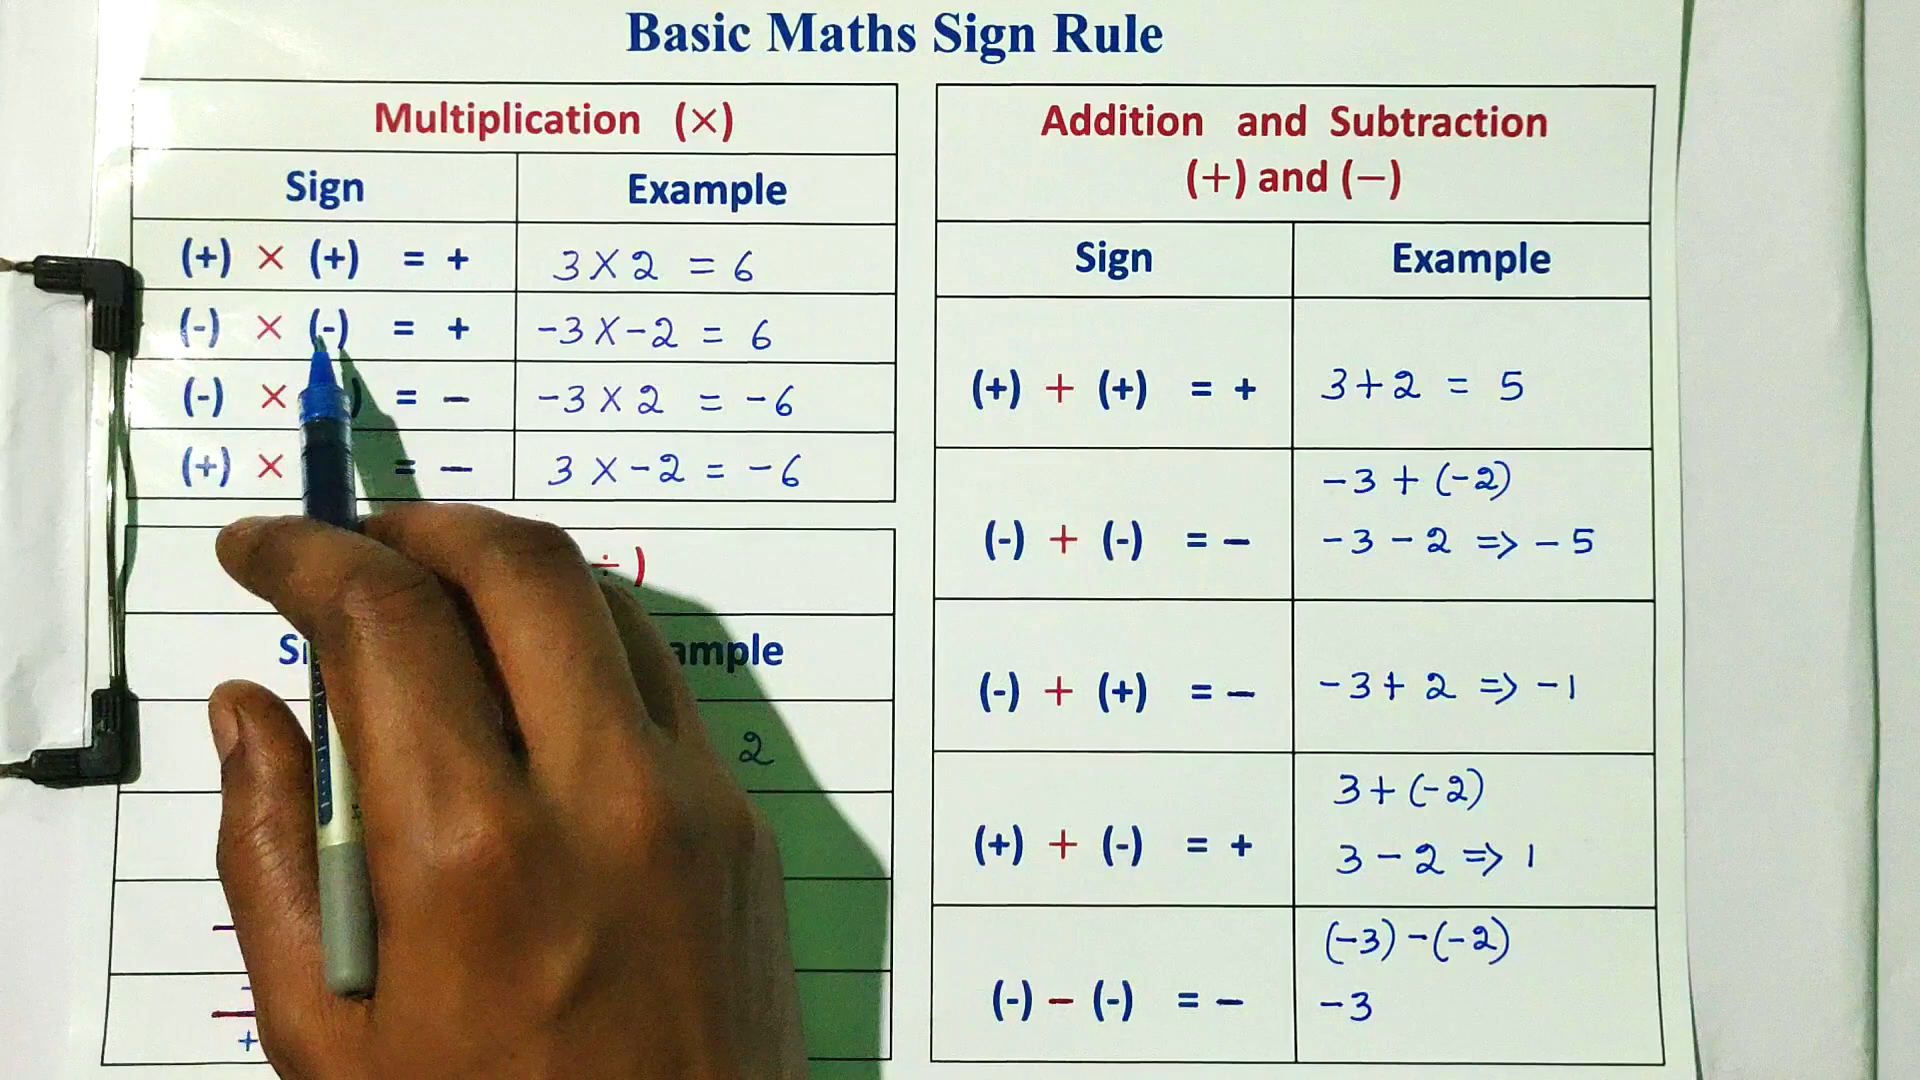 Basic Maths Sign Rule
Multiplication (×)
Sign Example
(+) × (+) = + 3 × 2 = 6
(-) × (-) = + -3 × -2 = 6
(-) × ) = − -3 × 2 = -6
(+) × = − 3 × -2 = -6
÷ )
2
+
Addition and Subtraction
(+) and (−)
Sign Example
(+) + (+) = + 3 + 2 = 5
-3 + (-2)
(-) + (-) = − -3 - 2 => -5
(-) + (+) = − -3 + 2 => -1
3 + (-2)
(+) + (-) = + 3 - 2 => 1
(-3) - (-2)
(-) − (-) = − -3